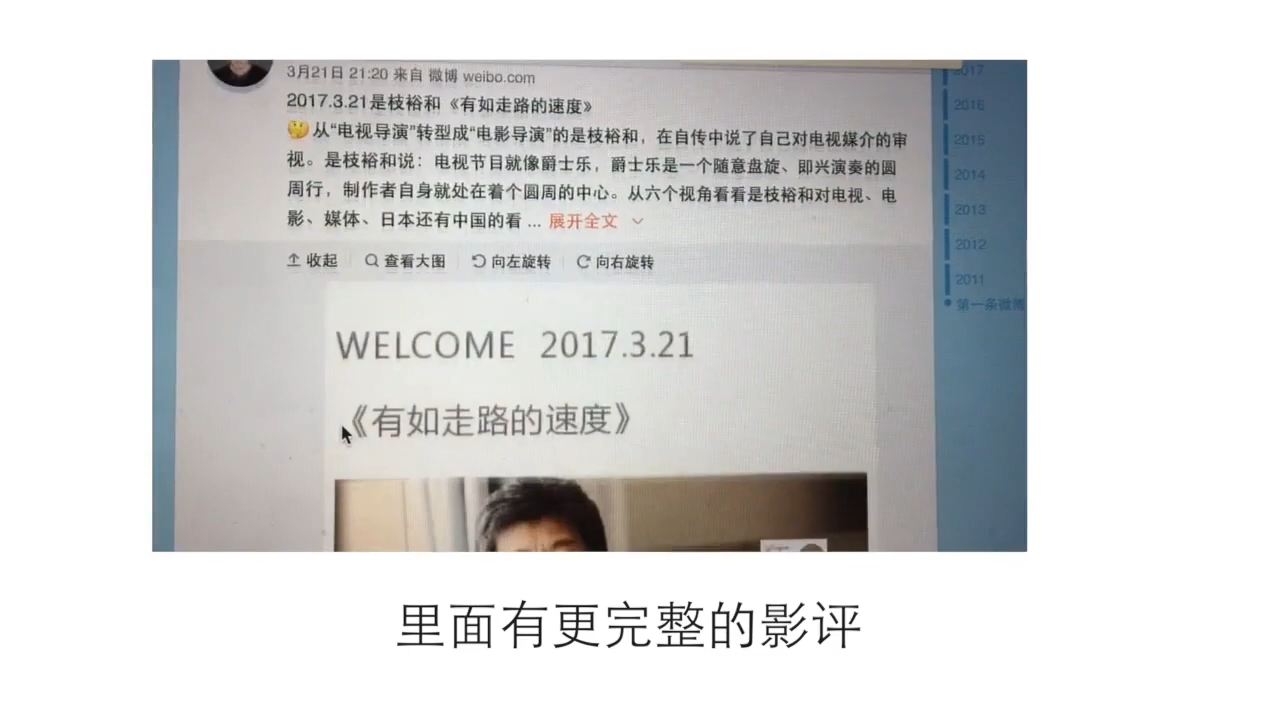 3月21日 21:20 来自 微博 weibo.com
2017.3.21是枝裕和《有如走路的速度》
从“电视导演”转型成“电影导演”的是枝裕和，在自传中说了自己对电视媒介的审
视。是枝裕和说：电视节目就像爵士乐，爵士乐是一个随意盘旋、即兴演奏的圆
周行，制作者自身就处在着个圆周的中心。从六个视角看看是枝裕和对电视、电
影、媒体、日本还有中国的看 ... 展开全文
收起 查看大图 向左旋转 向右旋转
WELCOME 2017.3.21
《有如走路的速度》
2017
2016
2015
2014
2013
2012
2011
第一条微博
里面有更完整的影评